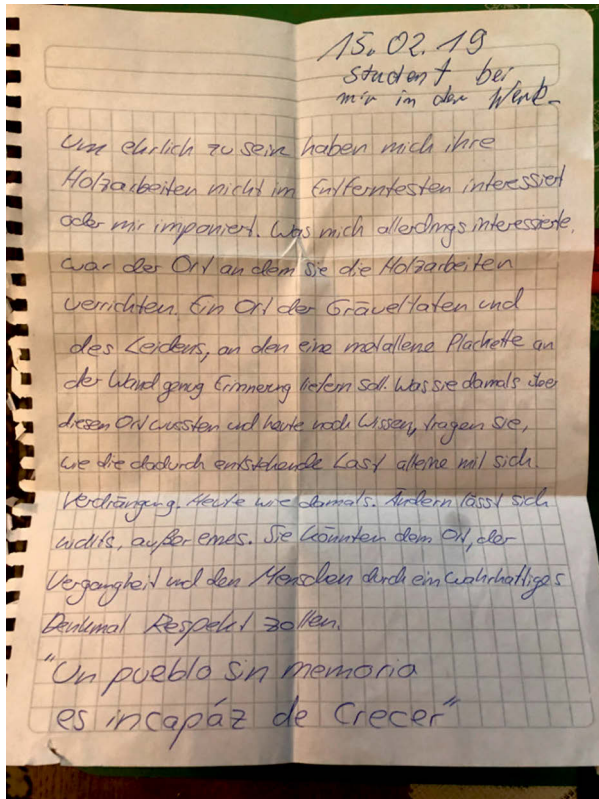 15.02.19
Student bei
mir in der Werk-
Um ehrlich zu sein haben mich ihre
Holzarbeiten nicht im Entferntesten interessiert
oder mir imponiert. Was mich allerdings interessierte,
war der Ort an dem sie die Holzarbeiten
verrichten. Ein Ort der Gräueltaten und
des Leidens, an den eine metallene Plachette an
der Wand genug Erinnerung liefern soll. Was sie damals über
diesen Ort wussten und heute noch wissen, tragen sie,
wie die dadurch entstehende Last alleine mit sich.
Verdrängung. Heute wie damals. Ändern lässt sich
nichts, außer eines. Sie könnten dem Ort, der
Vergangheit und den Menschen durch ein wahrhaftiges
Denkmal Respekt zollen.
"Un pueblo sin memoria
es incapáz de crecer"